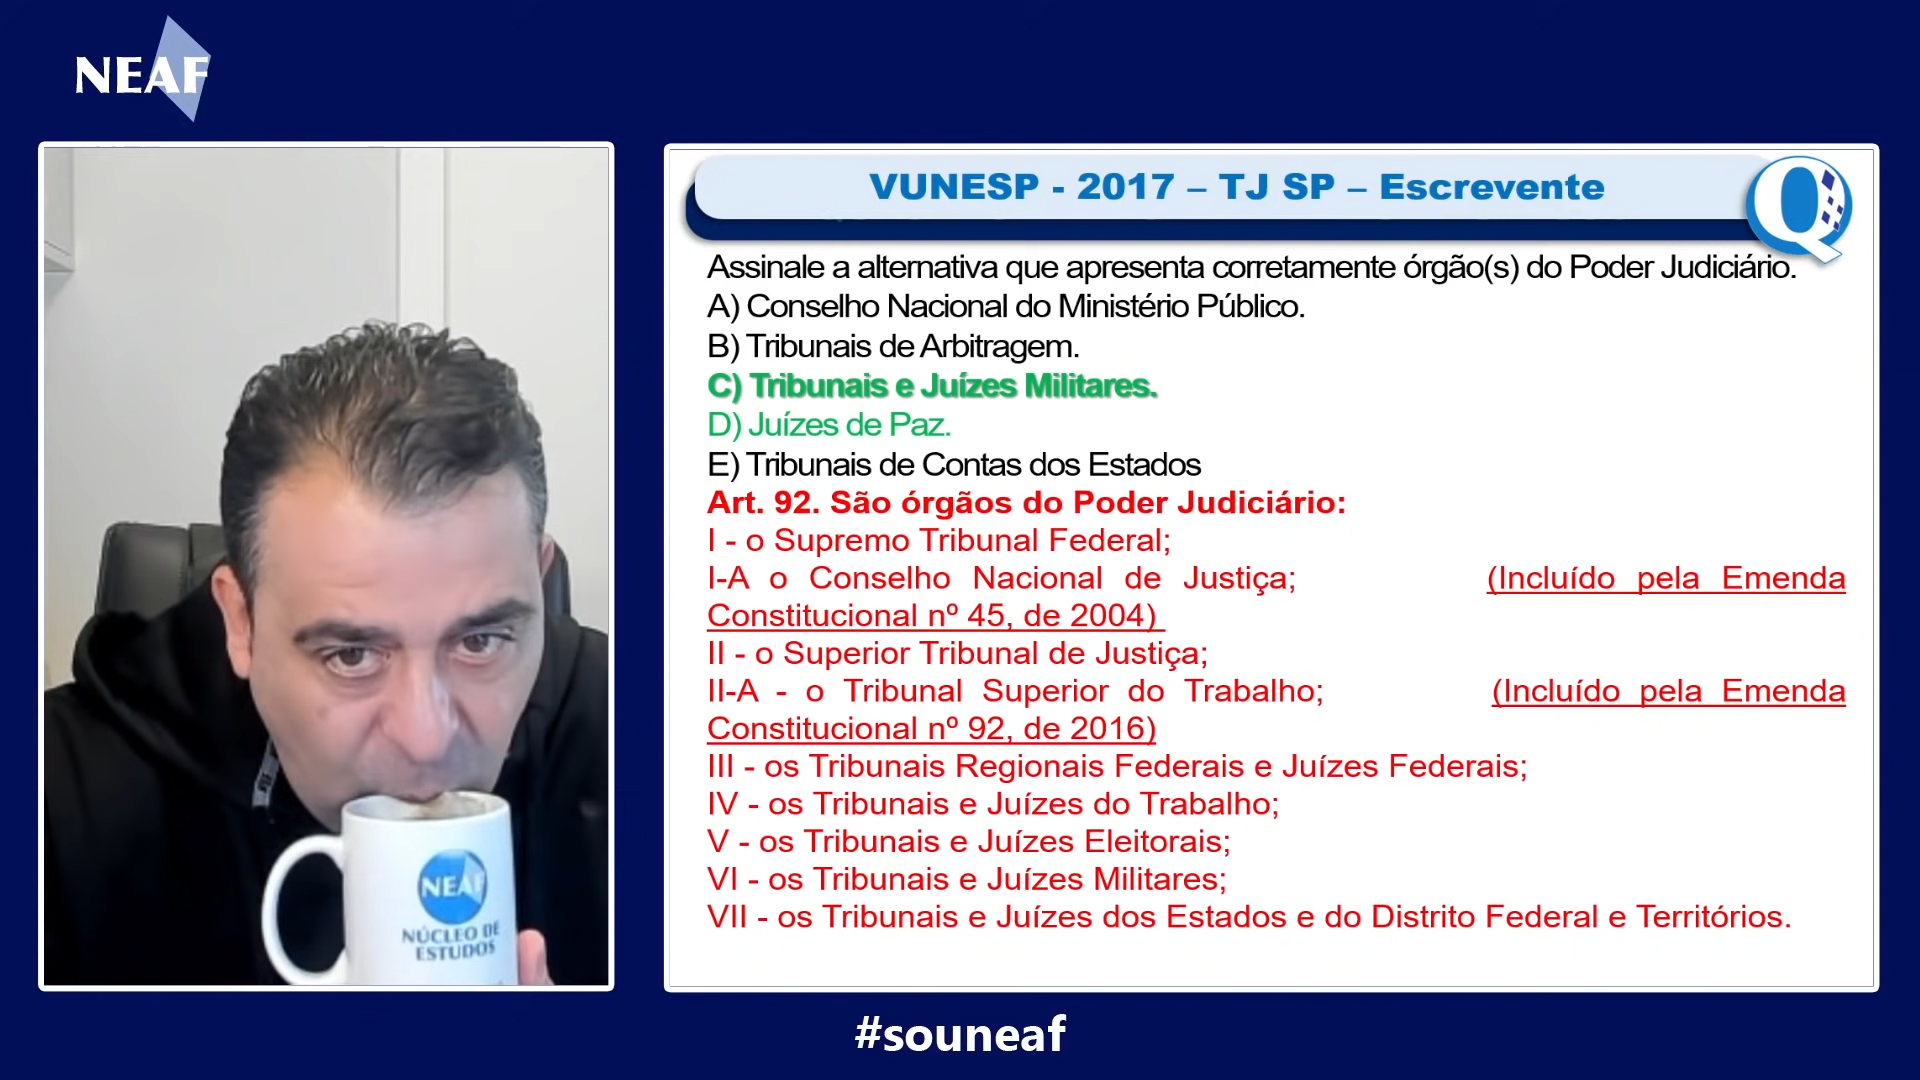 NEAF
VUNESP - 2017 – TJ SP – Escrevente
Q
Assinale a alternativa que apresenta corretamente órgão(s) do Poder Judiciário.
A) Conselho Nacional do Ministério Público.
B) Tribunais de Arbitragem.
C) Tribunais e Juízes Militares.
D) Juízes de Paz.
E) Tribunais de Contas dos Estados
Art. 92. São órgãos do Poder Judiciário:
I - o Supremo Tribunal Federal;
I-A o Conselho Nacional de Justiça; (Incluído pela Emenda
Constitucional nº 45, de 2004)
II - o Superior Tribunal de Justiça;
II-A - o Tribunal Superior do Trabalho; (Incluído pela Emenda
Constitucional nº 92, de 2016)
III - os Tribunais Regionais Federais e Juízes Federais;
IV - os Tribunais e Juízes do Trabalho;
V - os Tribunais e Juízes Eleitorais;
VI - os Tribunais e Juízes Militares;
VII - os Tribunais e Juízes dos Estados e do Distrito Federal e Territórios.
NEAF
NÚCLEO DE
ESTUDOS
#souneaf